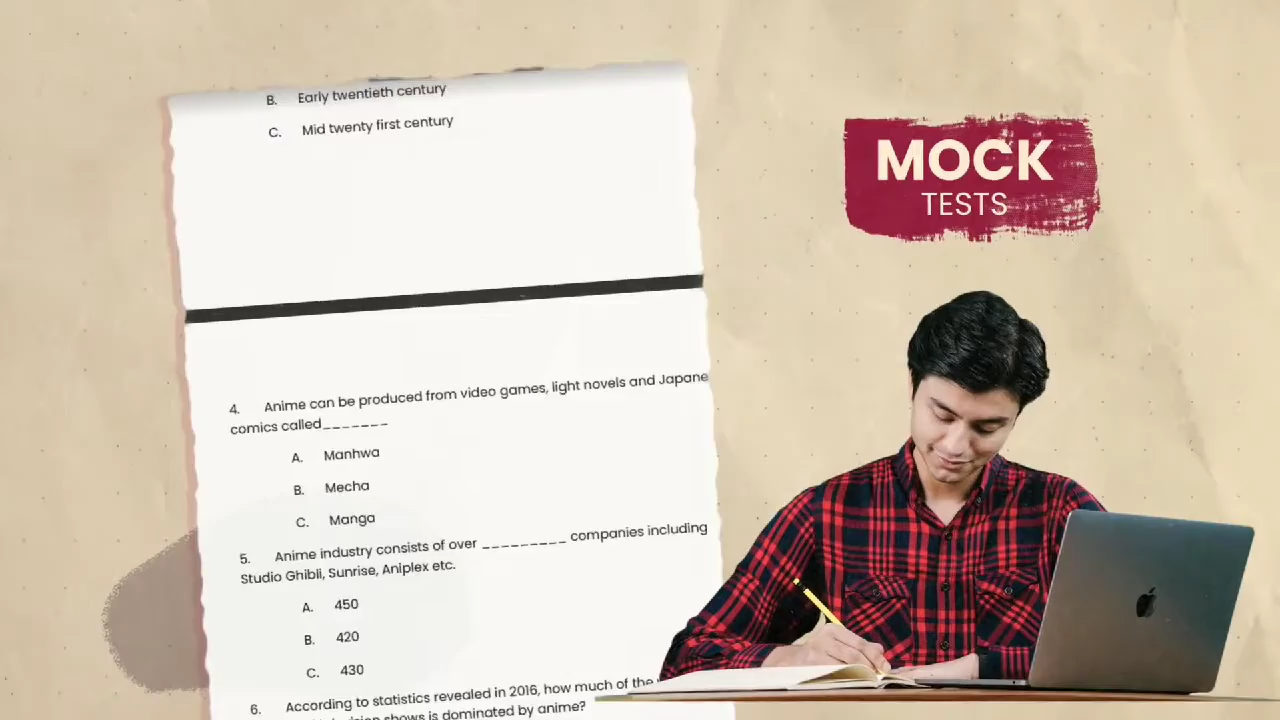 B. Early twentieth century
C. Mid twenty first century
MOCK
TESTS
4. Anime can be produced from video games, light novels and Japane
comics called_______
A. Manhwa
B. Mecha
C. Manga
5. Anime industry consists of over _________ companies including
Studio Ghibli, Sunrise, Aniplex etc.
A. 450
B. 420
C. 430
6. According to statistics revealed in 2016, how much of the
shows is dominated by anime?